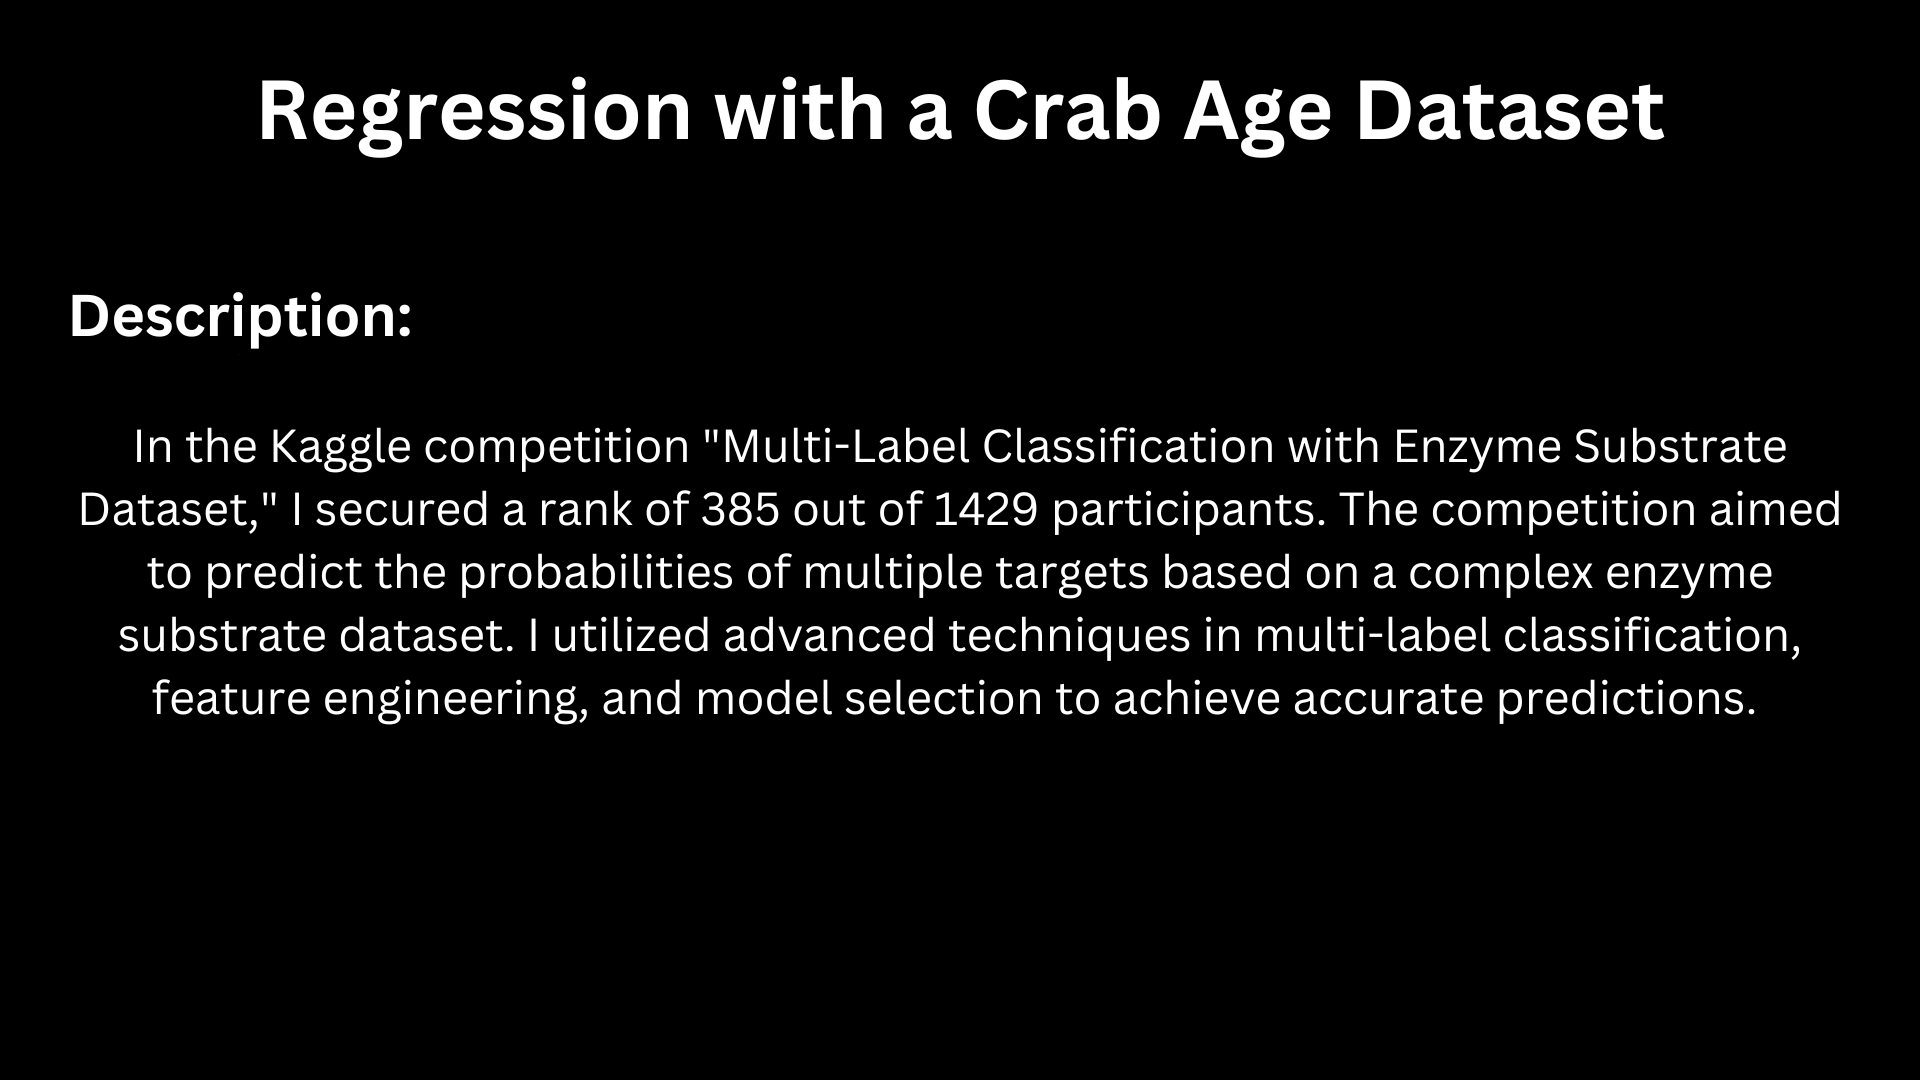 Regression with a Crab Age Dataset
Description:
In the Kaggle competition "Multi-Label Classification with Enzyme Substrate
Dataset," I secured a rank of 385 out of 1429 participants. The competition aimed
to predict the probabilities of multiple targets based on a complex enzyme
substrate dataset. I utilized advanced techniques in multi-label classification,
feature engineering, and model selection to achieve accurate predictions.